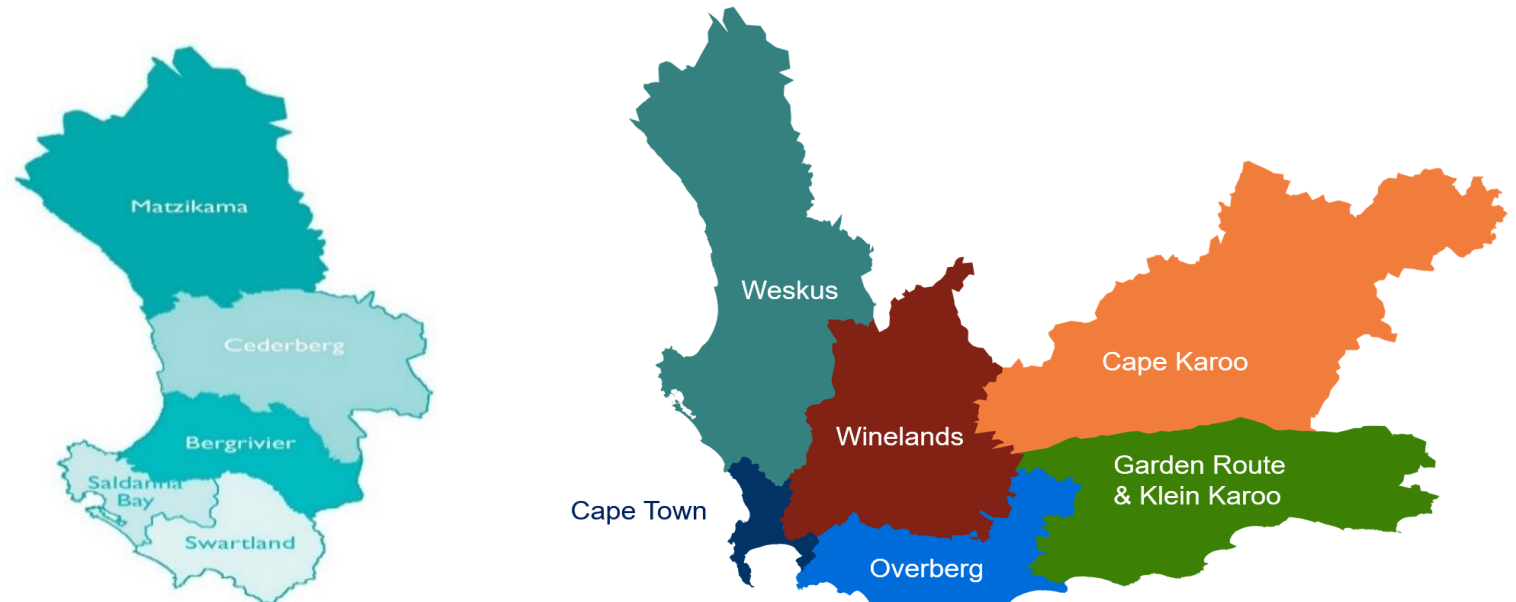 Matzikama
Cederberg
Bergrivier
Saldanha
Bay
Swartland
Weskus
Cape Karoo
Winelands
Garden Route
& Klein Karoo
Cape Town
Overberg